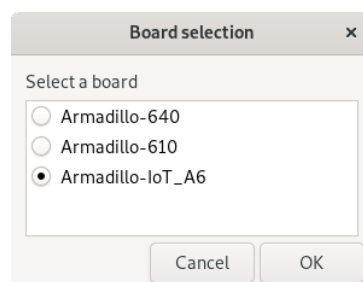 Board selection ×
Select a board
Armadillo-640
Armadillo-610
Armadillo-IoT_A6
Cancel OK